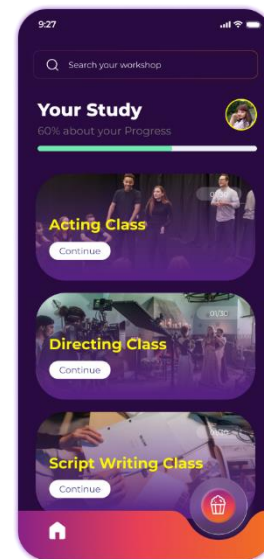 9:27
Search your workshop
Your Study
60% about your Progress
Acting Class
Continue
01/30
Directing Class
Continue
Script Writing Class
Continue